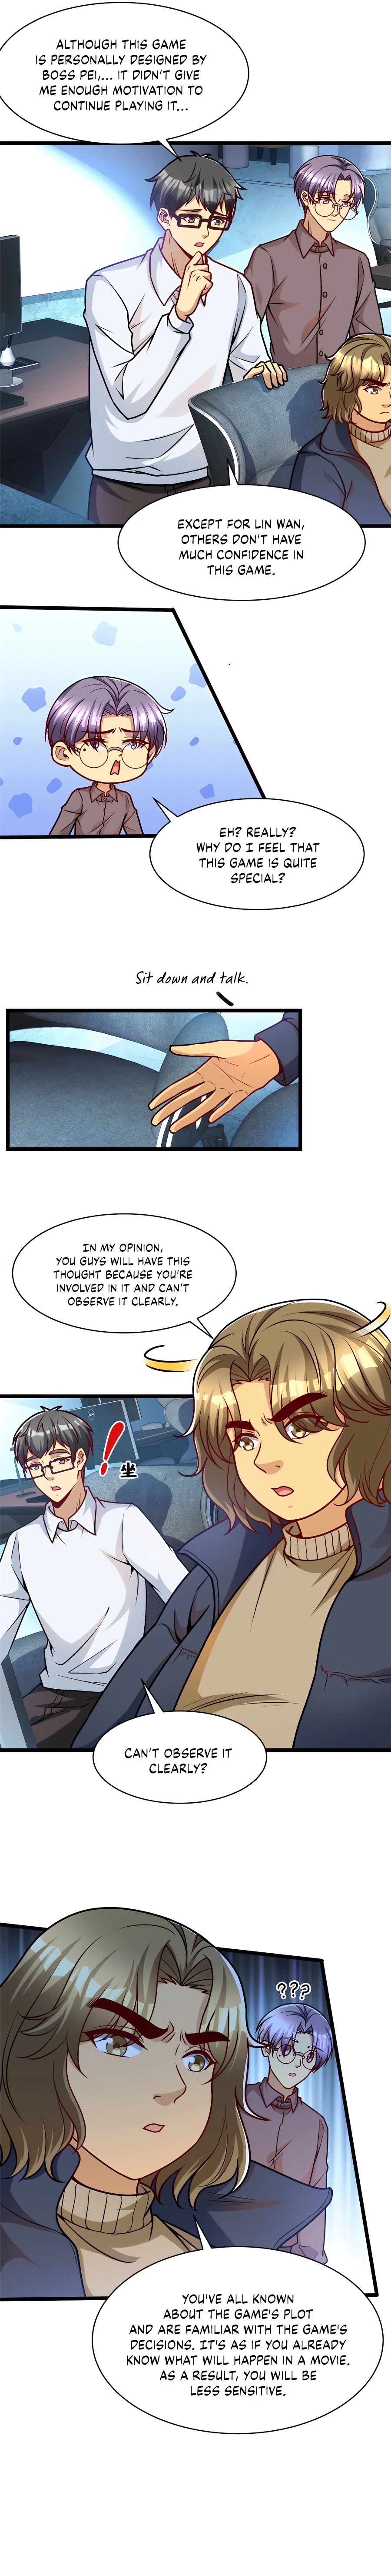 ALTHOUGH THIS GAME
IS PERSONALLY DESIGNED BY
BOSS PEI,... IT DIDN'T GIVE
ME ENOUGH MOTIVATION TO
CONTINUE PLAYING IT...
EXCEPT FOR LIN WAN,
OTHERS DON'T HAVE
MUCH CONFIDENCE IN
THIS GAME.
EH? REALLY?
WHY DO I FEEL THAT
THIS GAME IS QUITE
SPECIAL?
Sit down and talk.
IN MY OPINION,
YOU GUYS WILL HAVE THIS
THOUGHT BECAUSE YOU'RE
INVOLVED IN IT AND CAN'T
OBSERVE IT CLEARLY.
!
坐
CAN'T OBSERVE IT
CLEARLY?
???
YOU'VE ALL KNOWN
ABOUT THE GAME'S PLOT
AND ARE FAMILIAR WITH THE GAME'S
DECISIONS. IT'S AS IF YOU ALREADY
KNOW WHAT WILL HAPPEN IN A MOVIE.
AS A RESULT, YOU WILL BE
LESS SENSITIVE.